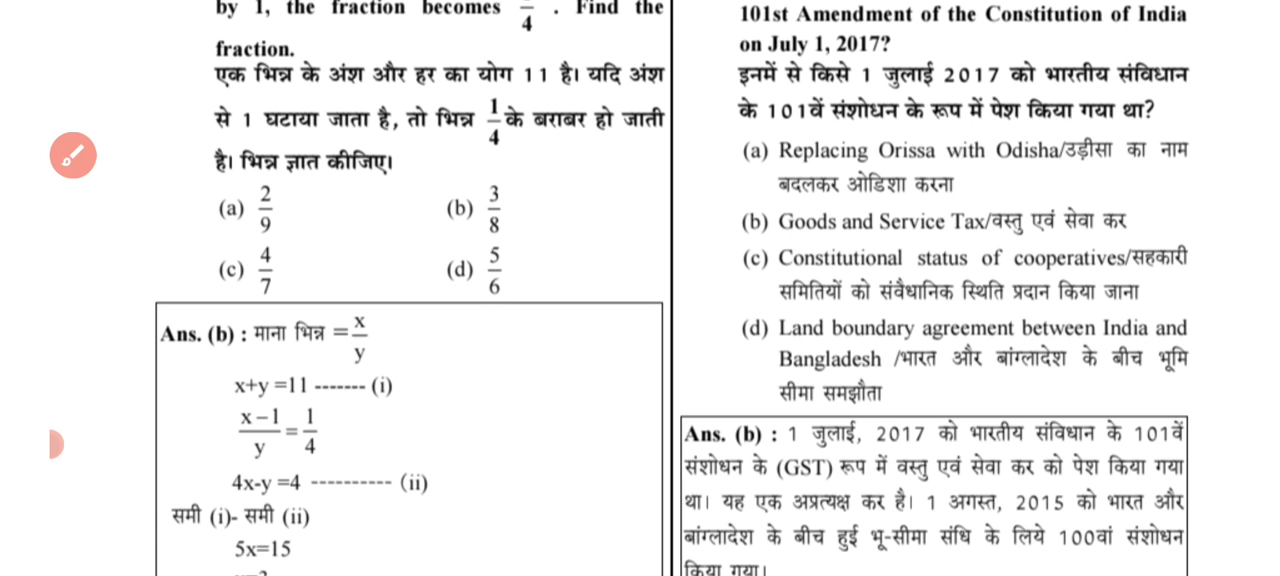 by 1, the fraction becomes –/4 . Find the
fraction.
एक भिन्न के अंश और हर का योग 11 है। यदि अंश
से 1 घटाया जाता है, तो भिन्न 1/4 के बराबर हो जाती
है। भिन्न ज्ञात कीजिए।
(a) 2/9 (b) 3/8
(c) 4/7 (d) 5/6
Ans. (b) : माना भिन्न = x/y
x+y =11 ------- (i)
x – 1/y = 1/4
4x-y =4 ---------- (ii)
समी (i)- समी (ii)
5x=15
101st Amendment of the Constitution of India
on July 1, 2017?
इनमें से किसे 1 जुलाई 2017 को भारतीय संविधान
के 101वें संशोधन के रूप में पेश किया गया था?
(a) Replacing Orissa with Odisha/उड़ीसा का नाम
बदलकर ओडिशा करना
(b) Goods and Service Tax/वस्तु एवं सेवा कर
(c) Constitutional status of cooperatives/सहकारी
समितियों को संवैधानिक स्थिति प्रदान किया जाना
(d) Land boundary agreement between India and
Bangladesh /भारत और बांग्लादेश के बीच भूमि
सीमा समझौता
Ans. (b) : 1 जुलाई, 2017 को भारतीय संविधान के 101वें
संशोधन के (GST) रूप में वस्तु एवं सेवा कर को पेश किया गया
था। यह एक अप्रत्यक्ष कर है। 1 अगस्त, 2015 को भारत और
बांग्लादेश के बीच हुई भू-सीमा संधि के लिये 100वां संशोधन
किया गया।